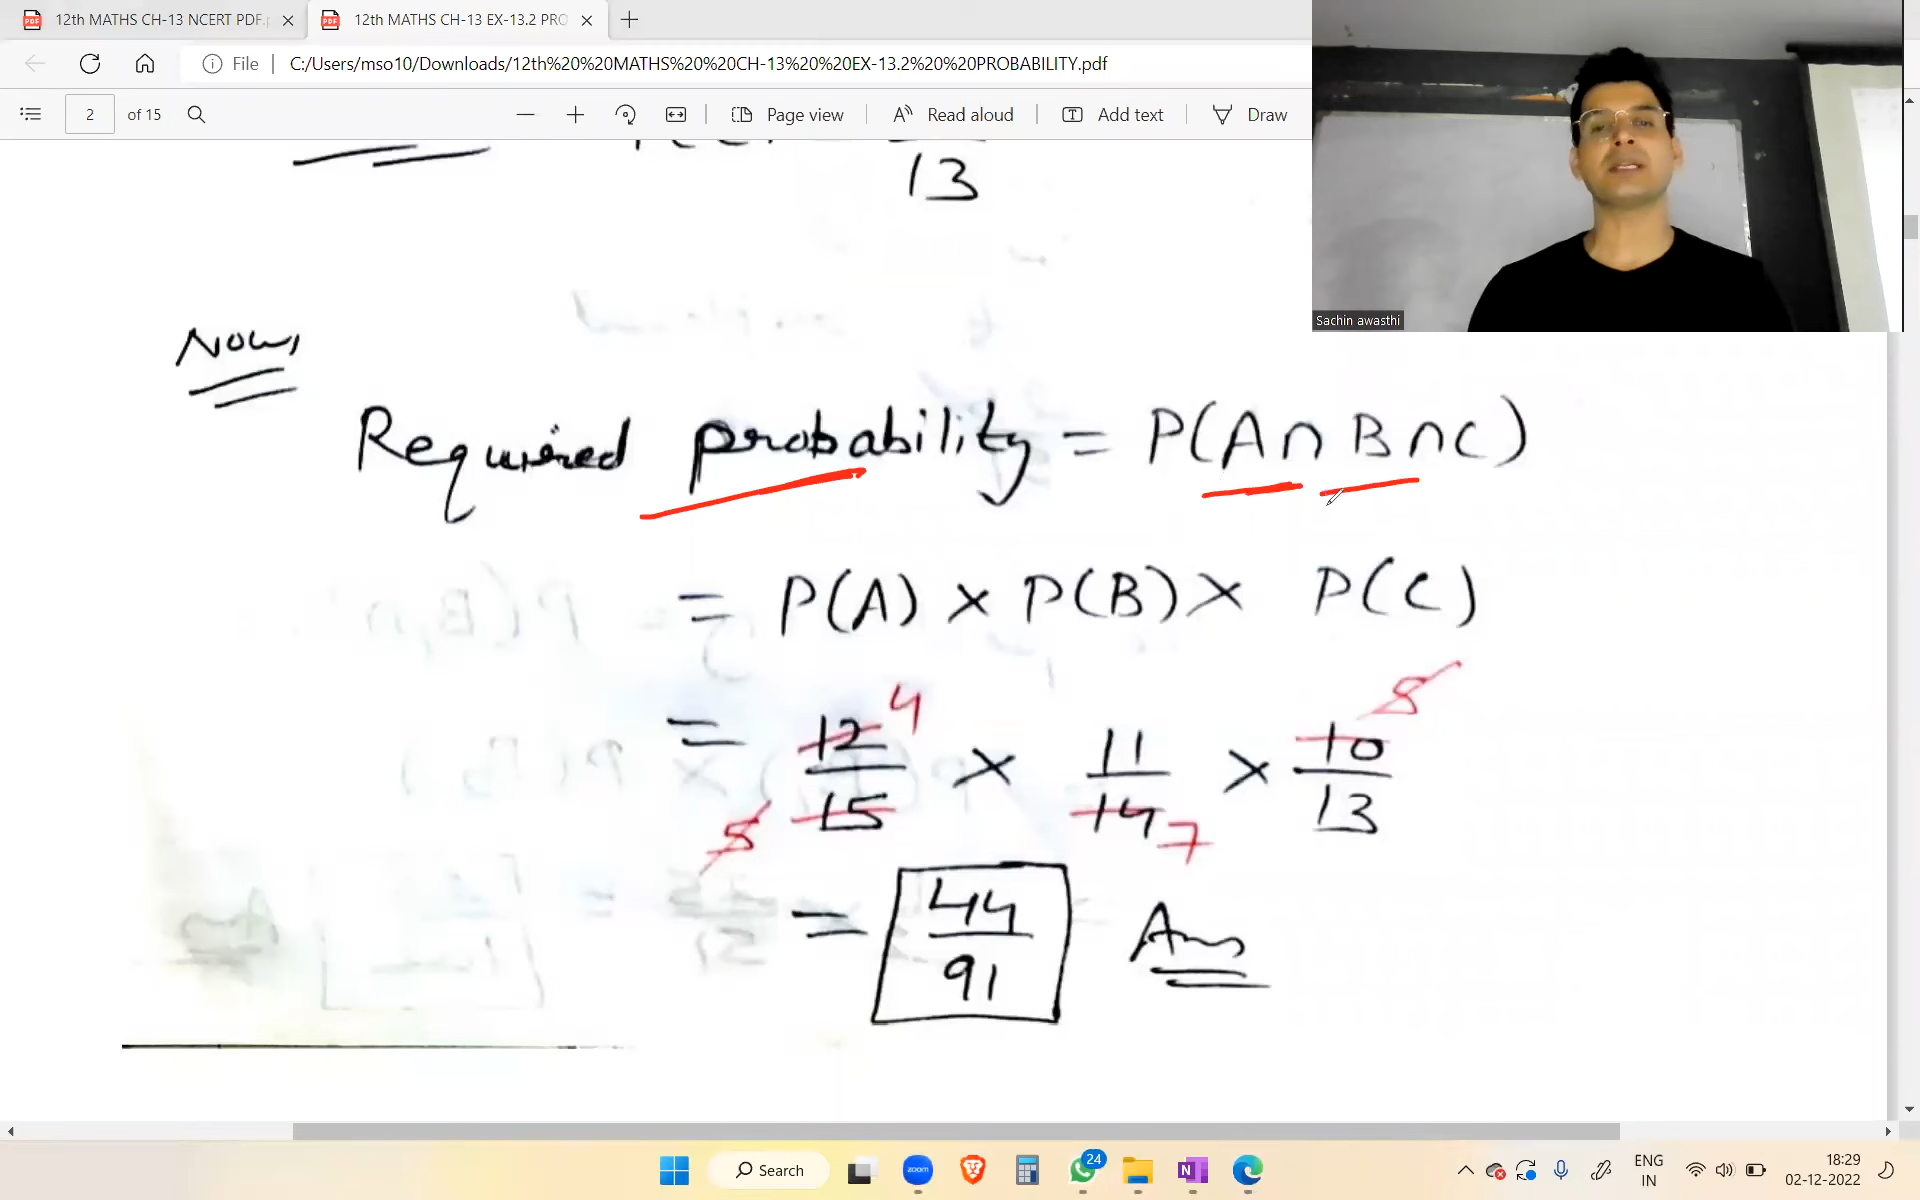 12th MATHS CH-13 NCERT PDF.p
12th MATHS CH-13 EX-13.2 PRO
File
C:/Users/mso10/Downloads/12th%20%20MATHS%20%20CH-13%20%20EX-13.2%20%20PROBABILITY.pdf
2 of 15
Page view
Read aloud
Add text
Draw
Sachin awasthi
13
Now,
Required probability = P(A∩B∩C)
= P(A) × P(B) × P(C)
4 5
= 12/15 × 11/14 × 10/13
5 7
= 44/91 Ans
Search
zoom
24
ENG
IN
18:29
02-12-2022